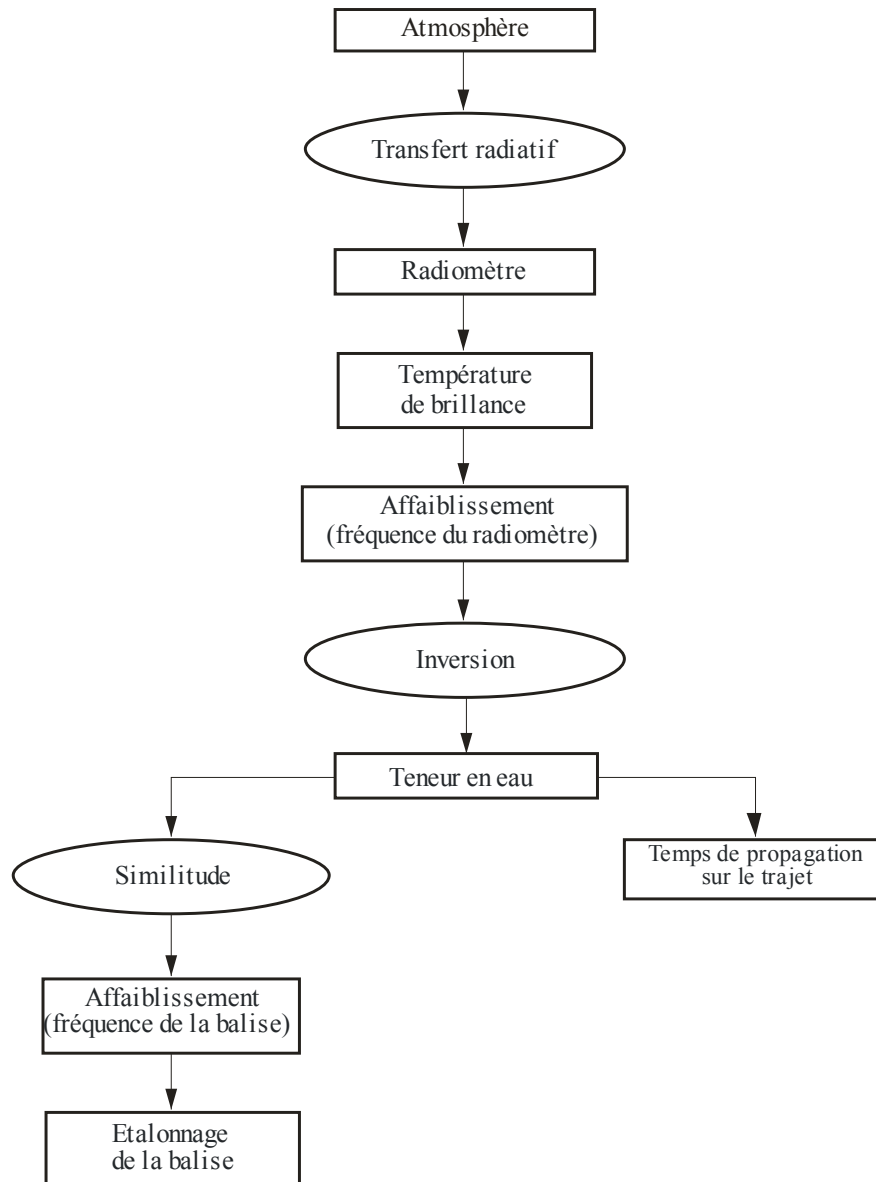 Atmosphère
Transfert radiatif
Radiomètre
Température
de brillance
Affaiblissement
(fréquence du radiomètre)
Inversion
Teneur en eau
Similitude
Temps de propagation
sur le trajet
Affaiblissement
(fréquence de la balise)
Etalonnage
de la balise